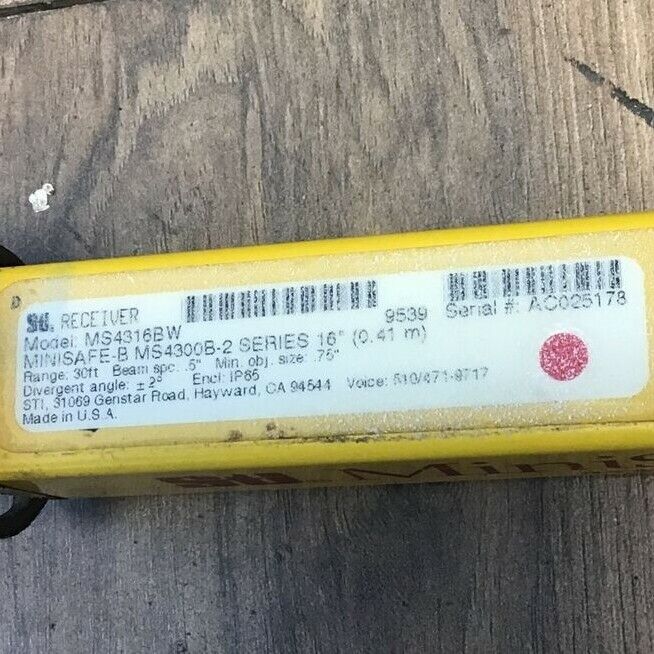 STI. RECEIVER
9539
Serial #: AC025178
Model: MS4316BW
MINISAFE-B MS4300B-2 SERIES 16" (0.41 m)
Range: 30ft Beam spc: .5" Min. obj. size: .75"
Divergent angle: ± 2° Encl: IP65
STI, 31069 Genstar Road, Hayward, CA 94544 Voice: 510/471-9717
Made in U.S.A.
STI. Minis